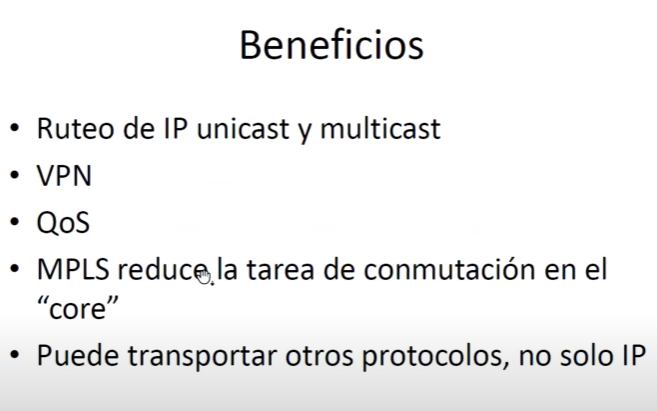 Beneficios
• Ruteo de IP unicast y multicast
• VPN
• QoS
• MPLS reduce la tarea de conmutación en el
“core”
• Puede transportar otros protocolos, no solo IP